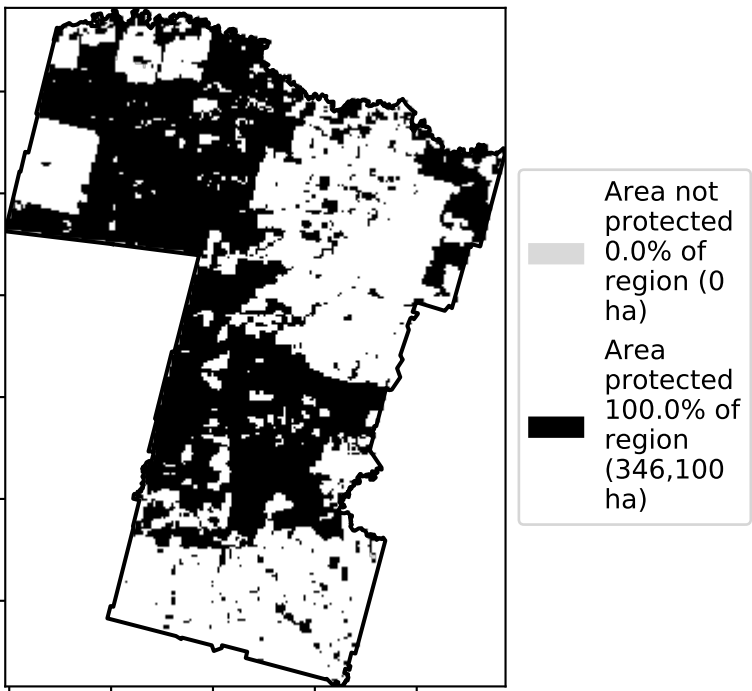 Area not
protected
0.0% of
region (0
ha)
Area
protected
100.0% of
region
(346,100
ha)